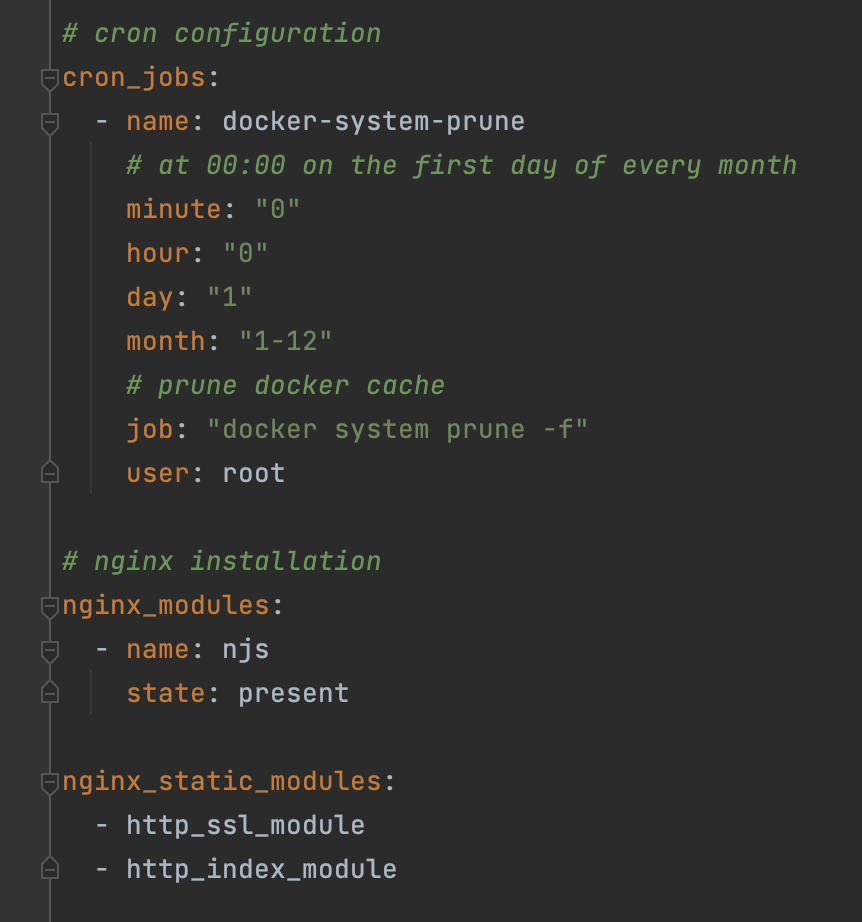 # cron configuration
cron_jobs:
  - name: docker-system-prune
    # at 00:00 on the first day of every month
    minute: "0"
    hour: "0"
    day: "1"
    month: "1-12"
    # prune docker cache
    job: "docker system prune -f"
    user: root

# nginx installation
nginx_modules:
  - name: njs
    state: present

nginx_static_modules:
  - http_ssl_module
  - http_index_module